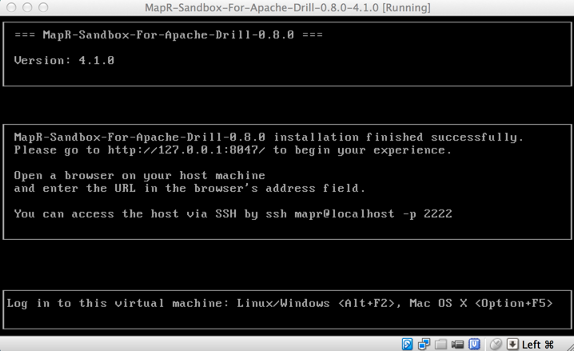 MapR-Sandbox-For-Apache-Drill-0.8.0-4.1.0 [Running]
=== MapR-Sandbox-For-Apache-Drill-0.8.0 ===
Version: 4.1.0
MapR-Sandbox-For-Apache-Drill-0.8.0 installation finished successfully.
Please go to http://127.0.0.1:8047/ to begin your experience.
Open a browser on your host machine
and enter the URL in the browser's address field.
You can access the host via SSH by ssh mapr@localhost -p 2222
Log in to this virtual machine: Linux/Windows <Alt+F2>, Mac OS X <Option+F5>
Left ⌘